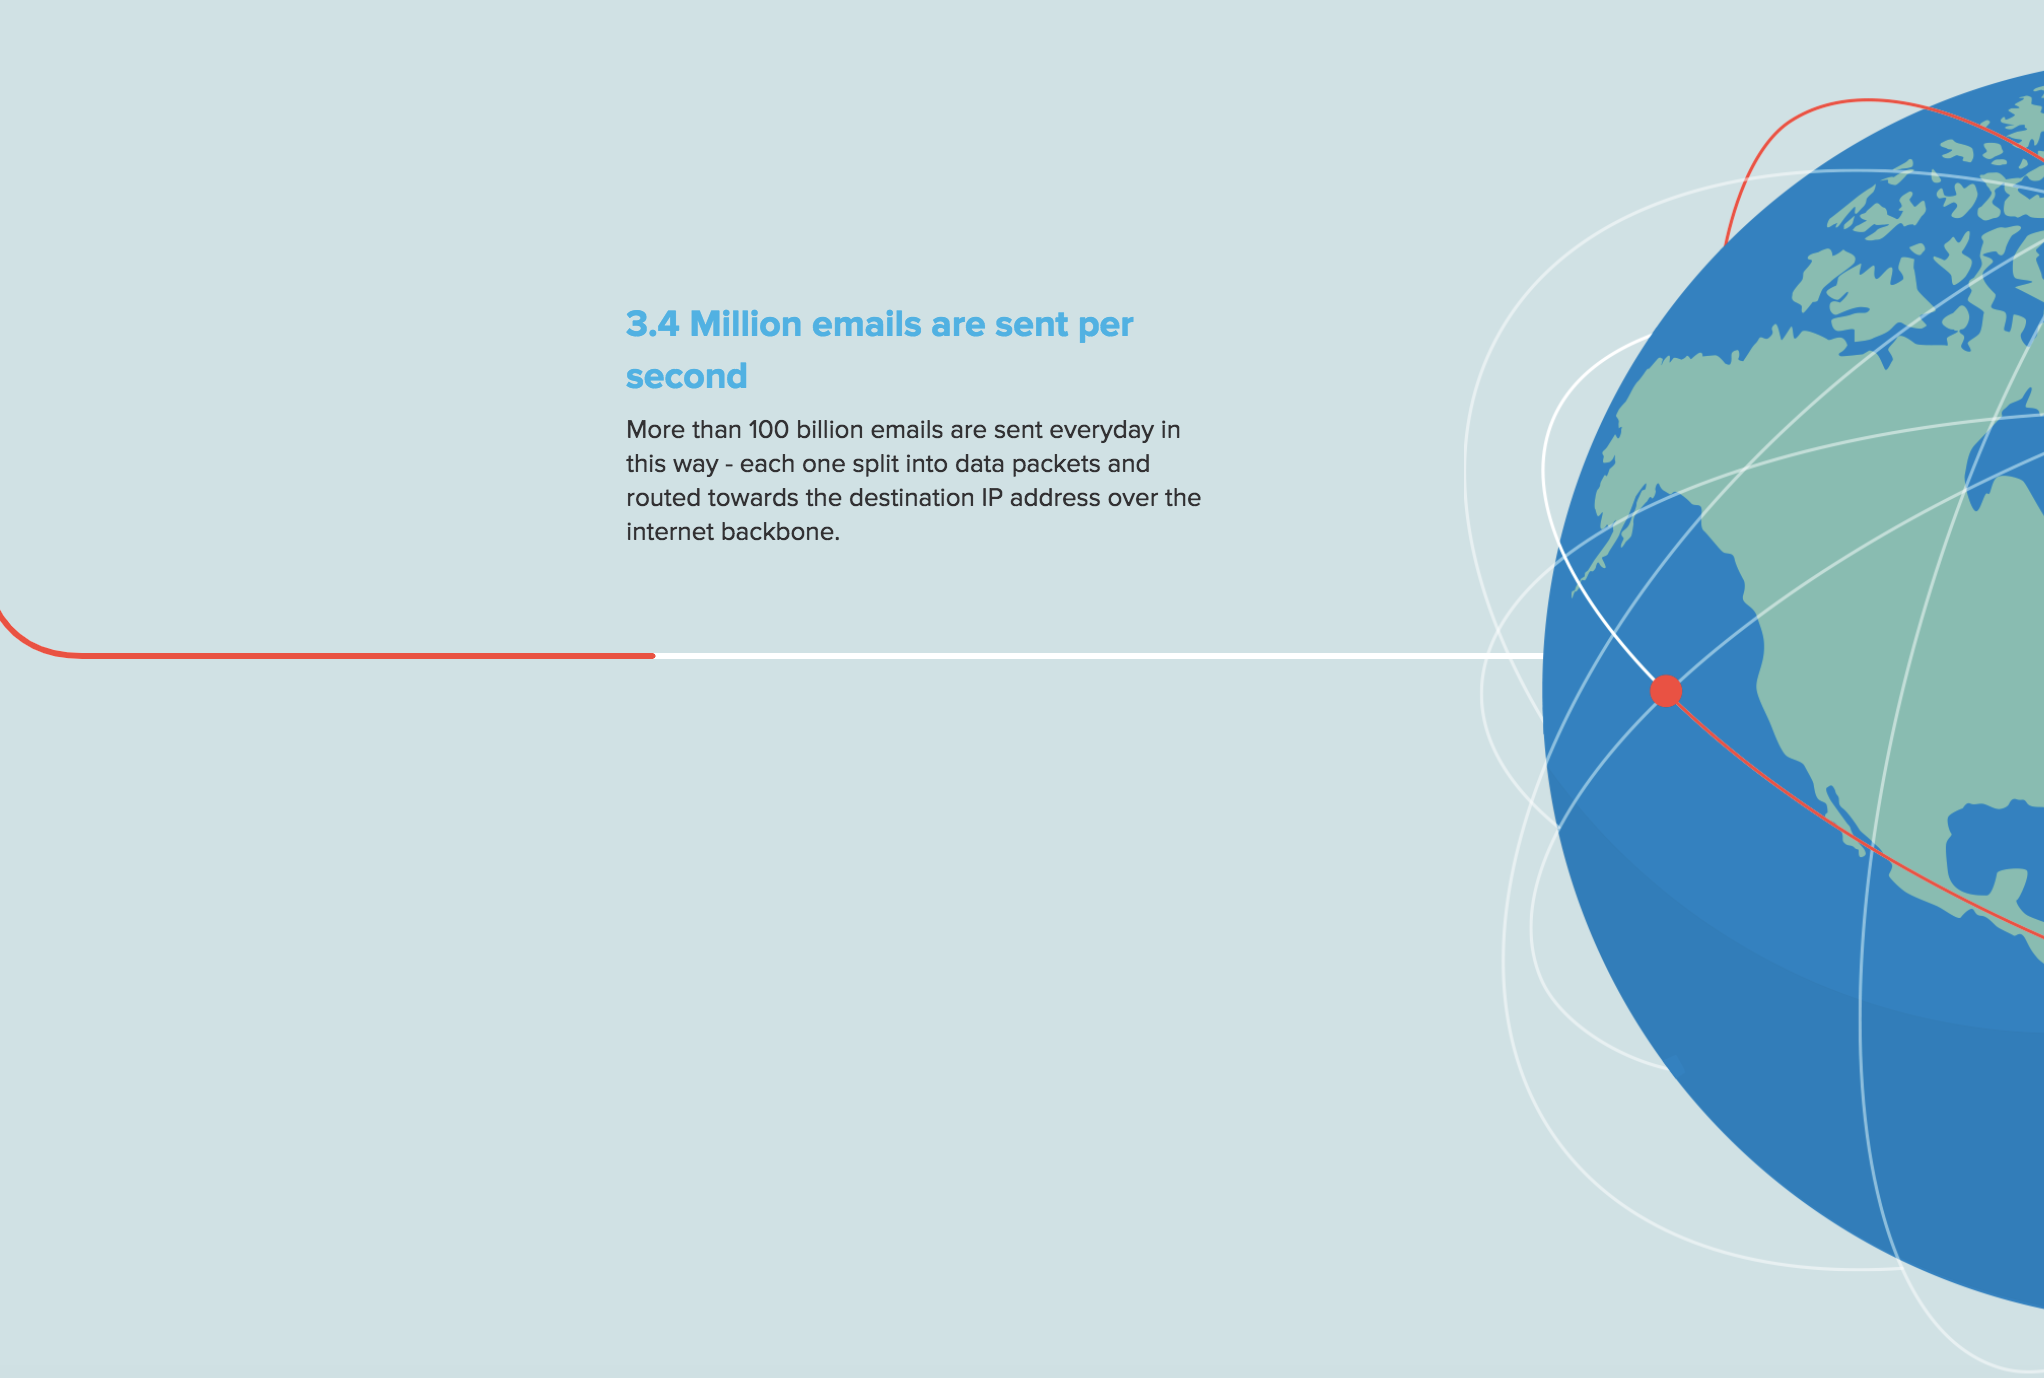 3.4 Million emails are sent per
second
More than 100 billion emails are sent everyday in
this way - each one split into data packets and
routed towards the destination IP address over the
internet backbone.